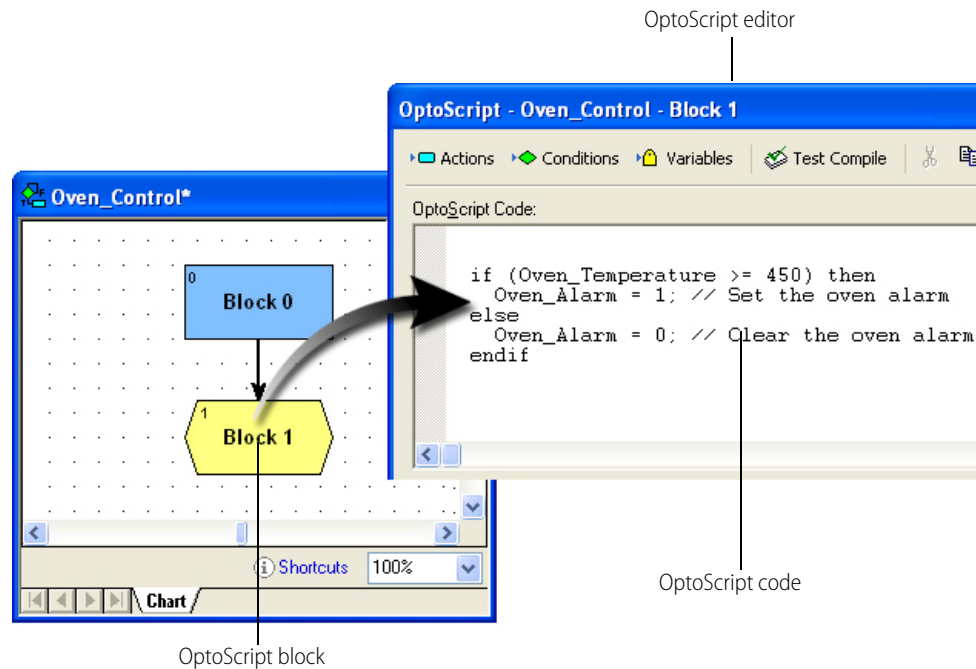 OptoScript editor
OptoScript - Oven_Control - Block 1
Actions Conditions Variables Test Compile
OptoScript Code:
if (Oven_Temperature >= 450) then
Oven_Alarm = 1; // Set the oven alarm
else
Oven_Alarm = 0; // Clear the oven alarm
endif
Oven_Control*
0
Block 0
1
Block 1
Shortcuts 100%
Chart
OptoScript code
OptoScript block